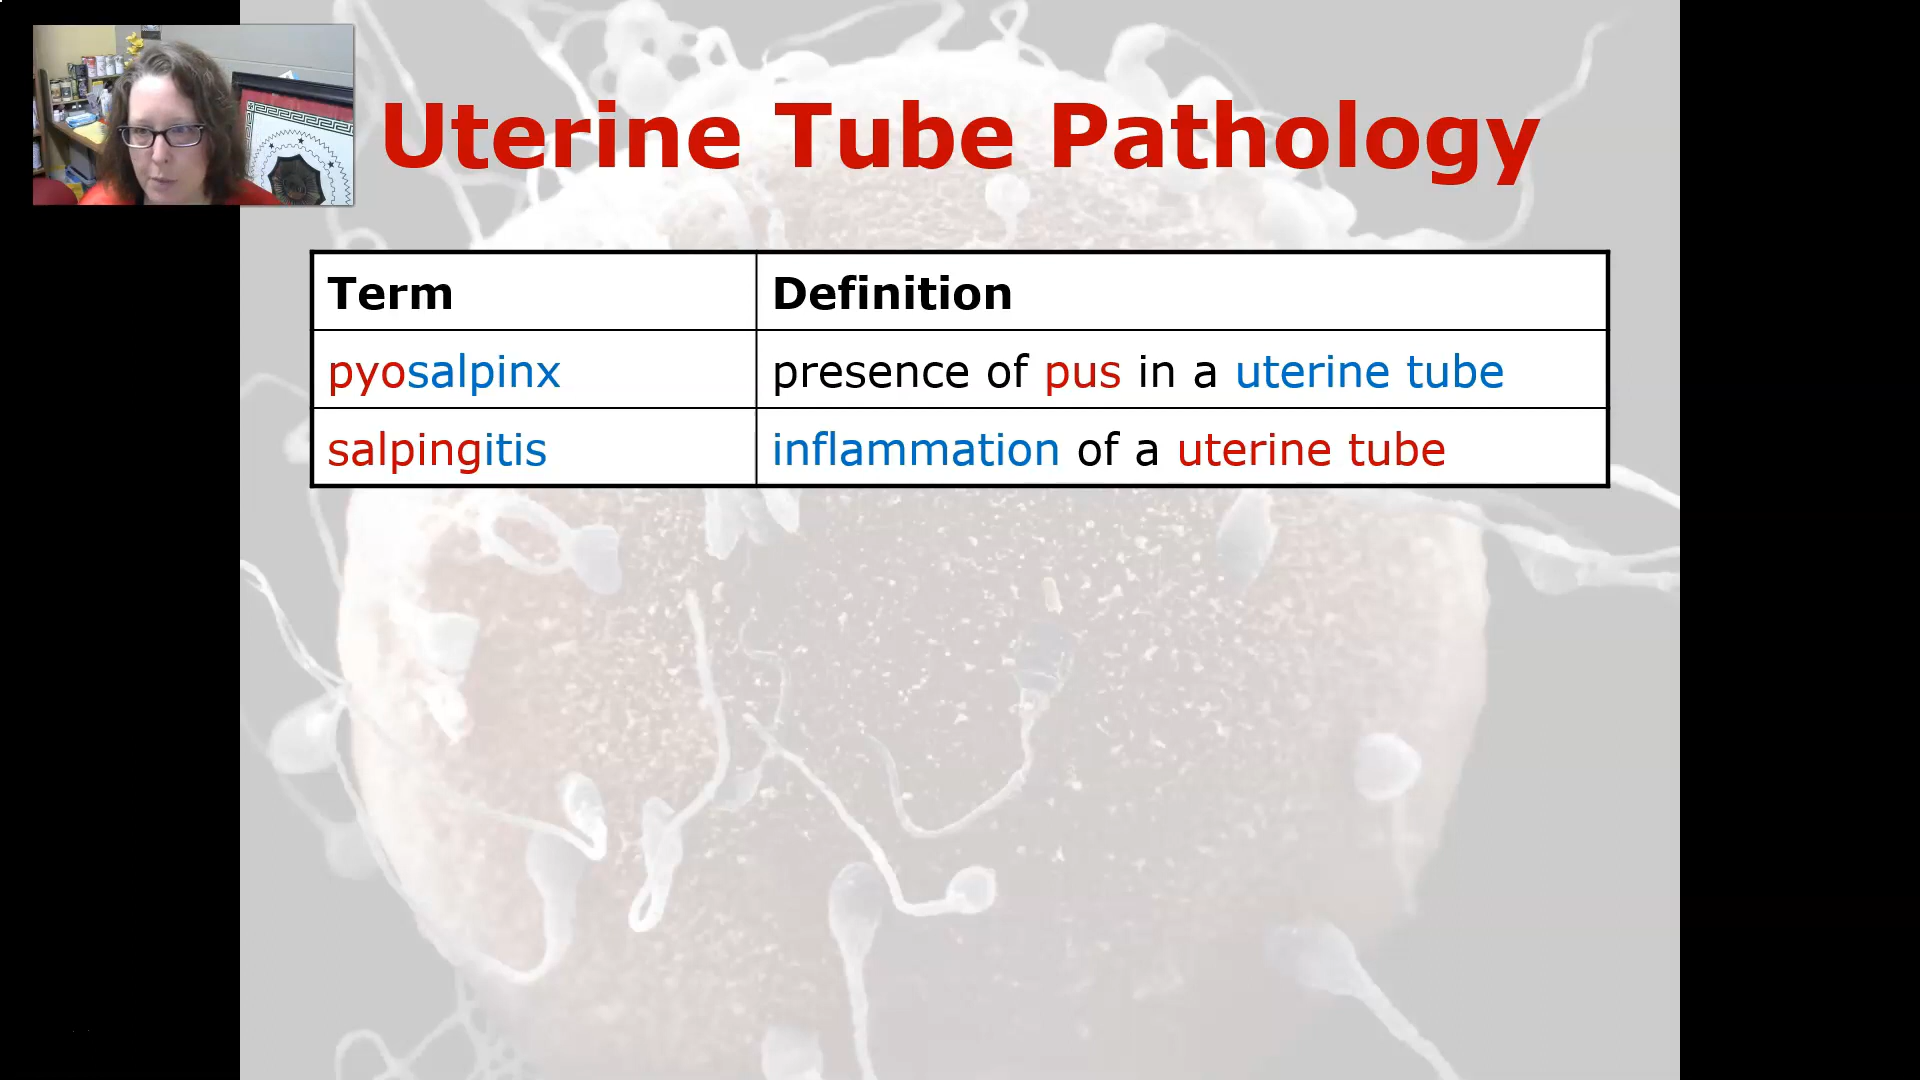 Uterine Tube Pathology
Term Definition
pyosalpinx presence of pus in a uterine tube
salpingitis inflammation of a uterine tube